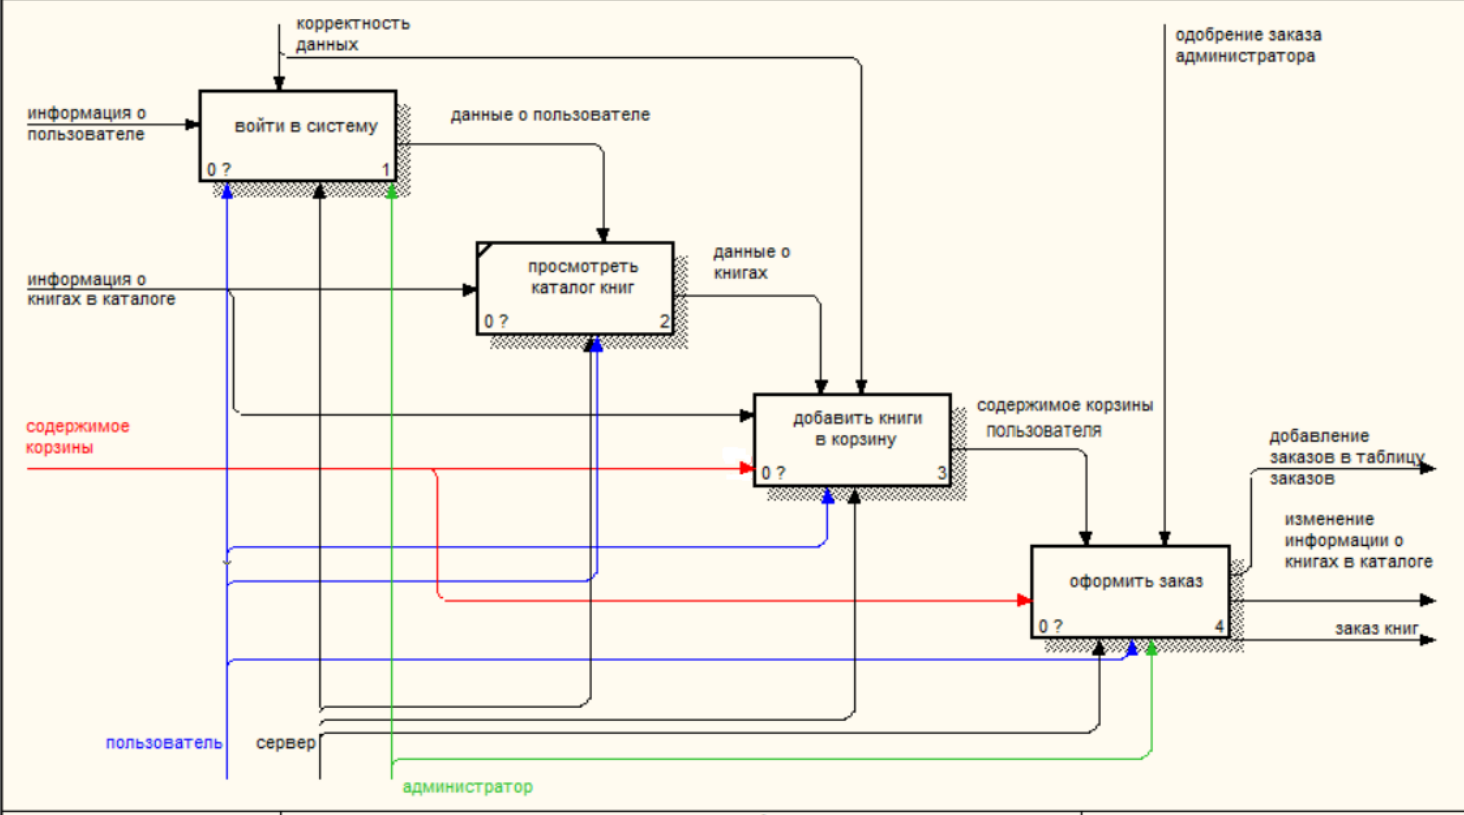 корректность
данных
одобрение заказа
администратора
информация о
пользователе
войти в систему
0 ?
1
данные о пользователе
просмотреть
каталог книг
0 ?
2
данные о
книгах
информация о
книгах в каталоге
содержимое
корзины
добавить книги
в корзину
0 ?
3
содержимое корзины
пользователя
добавление
заказов в таблицу
заказов
изменение
информации о
книгах в каталоге
оформить заказ
0 ?
4
заказ книг
пользователь
сервер
администратор